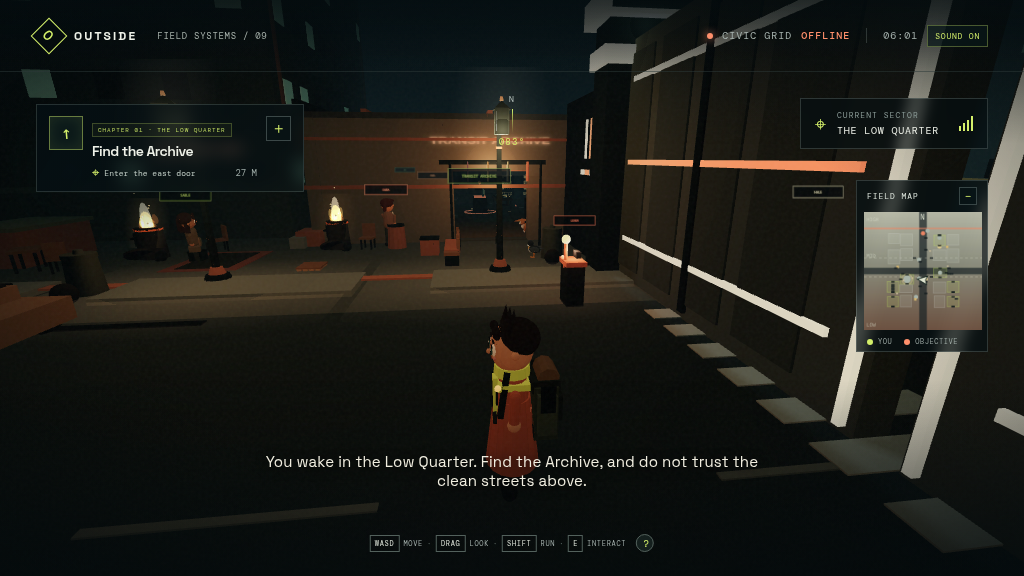 OUTSIDE
FIELD SYSTEMS / 09
CIVIC GRID OFFLINE
06:01
SOUND ON
CHAPTER 01 · THE LOW QUARTER
Find the Archive
Enter the east door
27 M
N
TRANSIT ARCHIVE
CURRENT SECTOR
THE LOW QUARTER
FIELD MAP
N
LOW
YOU
OBJECTIVE
You wake in the Low Quarter. Find the Archive, and do not trust the
clean streets above.
WASD MOVE · DRAG LOOK · SHIFT RUN · E INTERACT ?